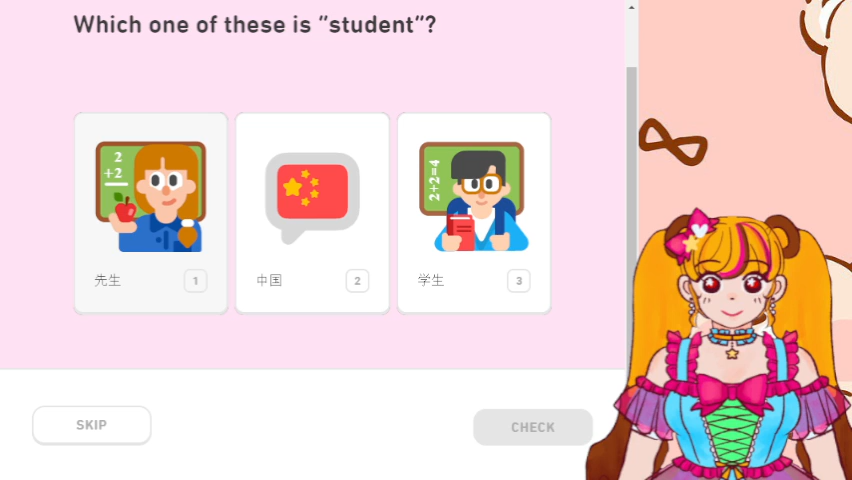 Which one of these is “student”?
2
+2
2+2=4
先生
1
中国
2
学生
3
SKIP
CHECK